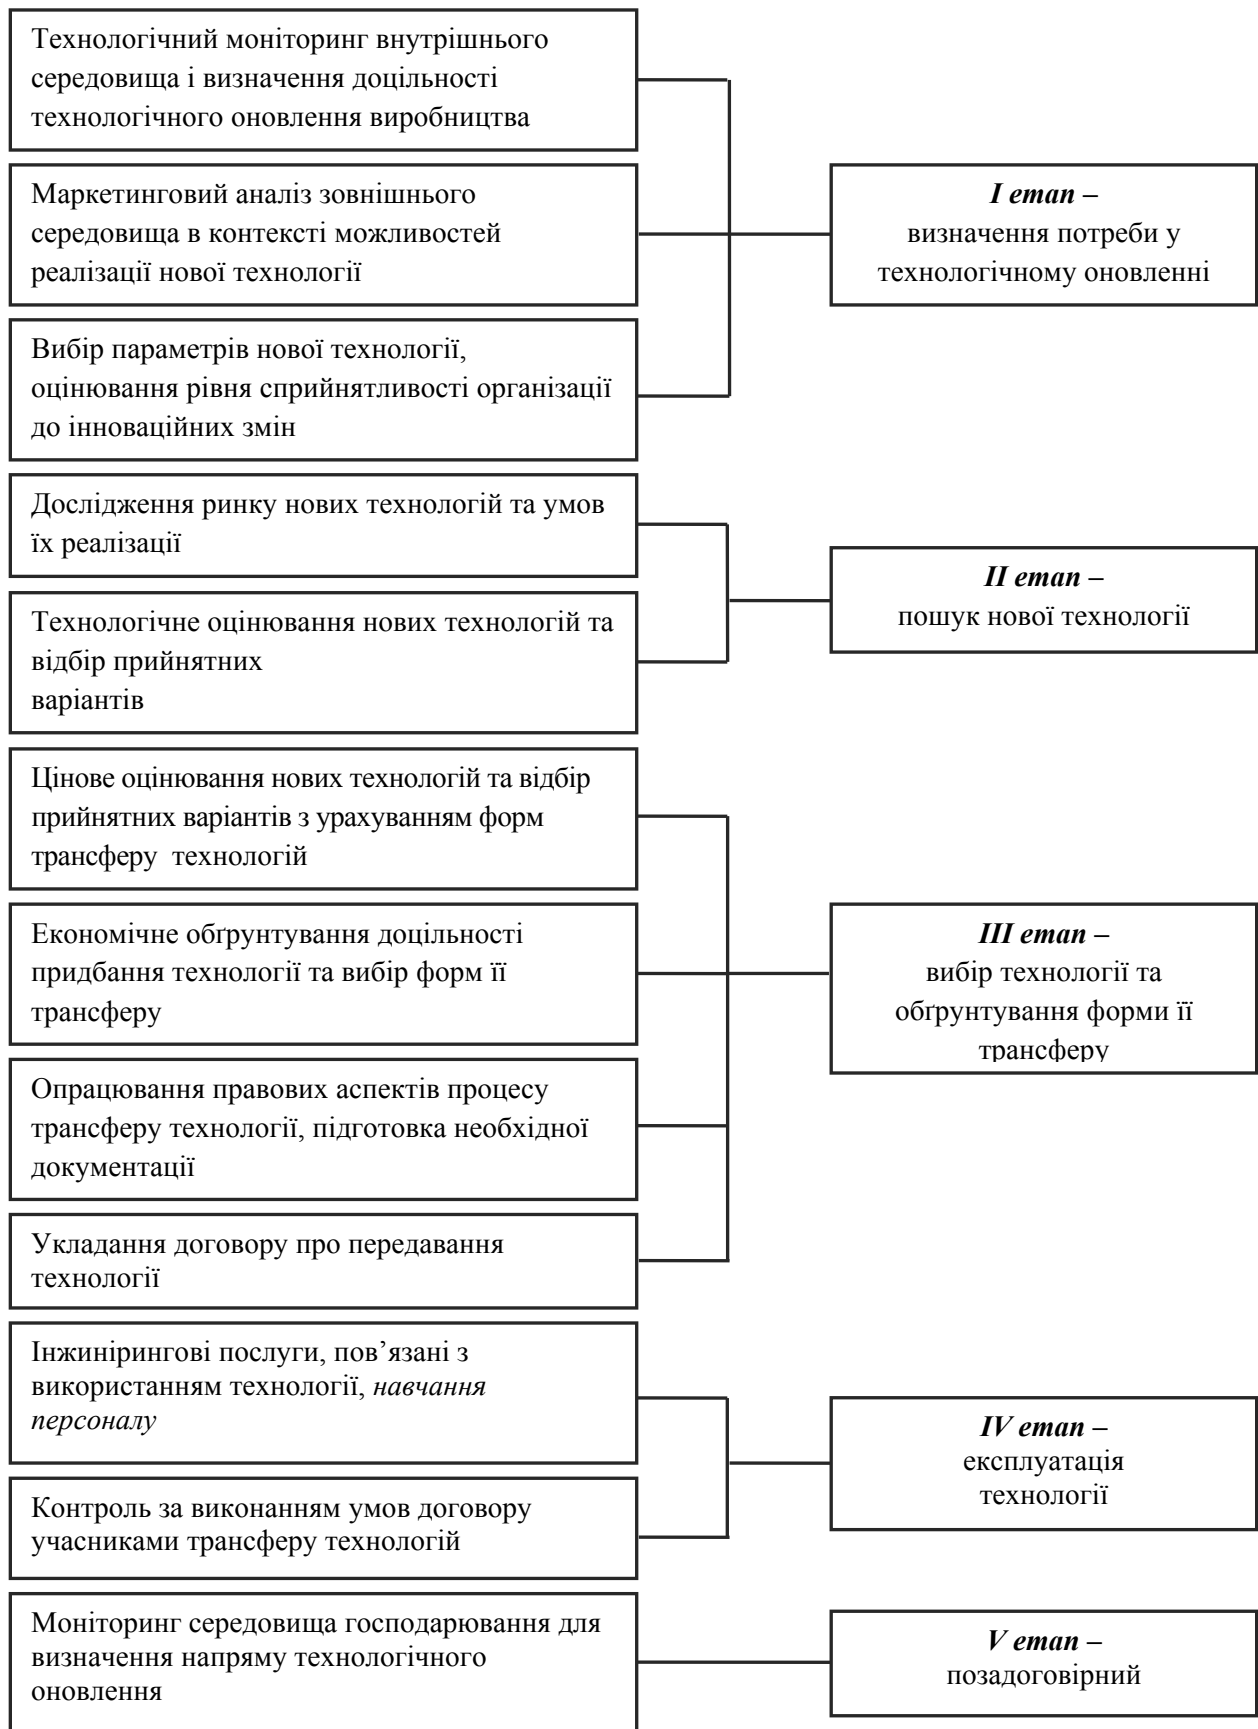 Технологічний моніторинг внутрішнього
середовища і визначення доцільності
технологічного оновлення виробництва
Маркетинговий аналіз зовнішнього
середовища в контексті можливостей
реалізації нової технології
Вибір параметрів нової технології,
оцінювання рівня сприйнятливості організації
до інноваційних змін
I етап –
визначення потреби у
технологічному оновленні
Дослідження ринку нових технологій та умов
їх реалізації
Технологічне оцінювання нових технологій та
відбір прийнятних
варіантів
II етап –
пошук нової технології
Цінове оцінювання нових технологій та відбір
прийнятних варіантів з урахуванням форм
трансферу технологій
Економічне обґрунтування доцільності
придбання технології та вибір форм її
трансферу
Опрацювання правових аспектів процесу
трансферу технології, підготовка необхідної
документації
Укладання договору про передавання
технології
III етап –
вибір технології та
обґрунтування форми її
трансферу
Інжинірингові послуги, пов’язані з
використанням технології, навчання
персоналу
Контроль за виконанням умов договору
учасниками трансферу технологій
IV етап –
експлуатація
технології
Моніторинг середовища господарювання для
визначення напряму технологічного
оновлення
V етап –
позадоговірний